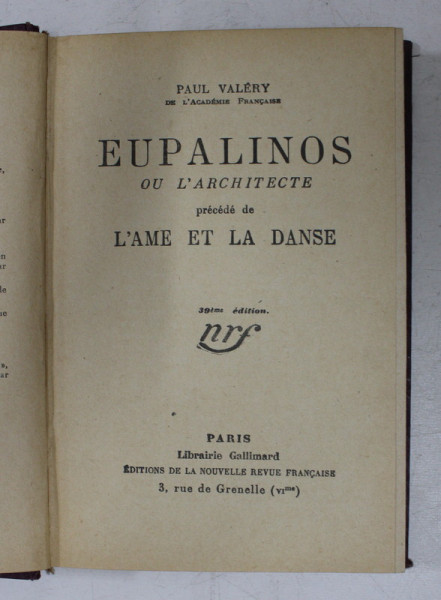 PAUL VALÉRY
DE L'ACADÉMIE FRANÇAISE
EUPALINOS
OU L'ARCHITECTE
précédé de
L'AME ET LA DANSE
39me édition.
nrf
PARIS
Librairie Gallimard
ÉDITIONS DE LA NOUVELLE REVUE FRANÇAISE
3, rue de Grenelle (VIme)